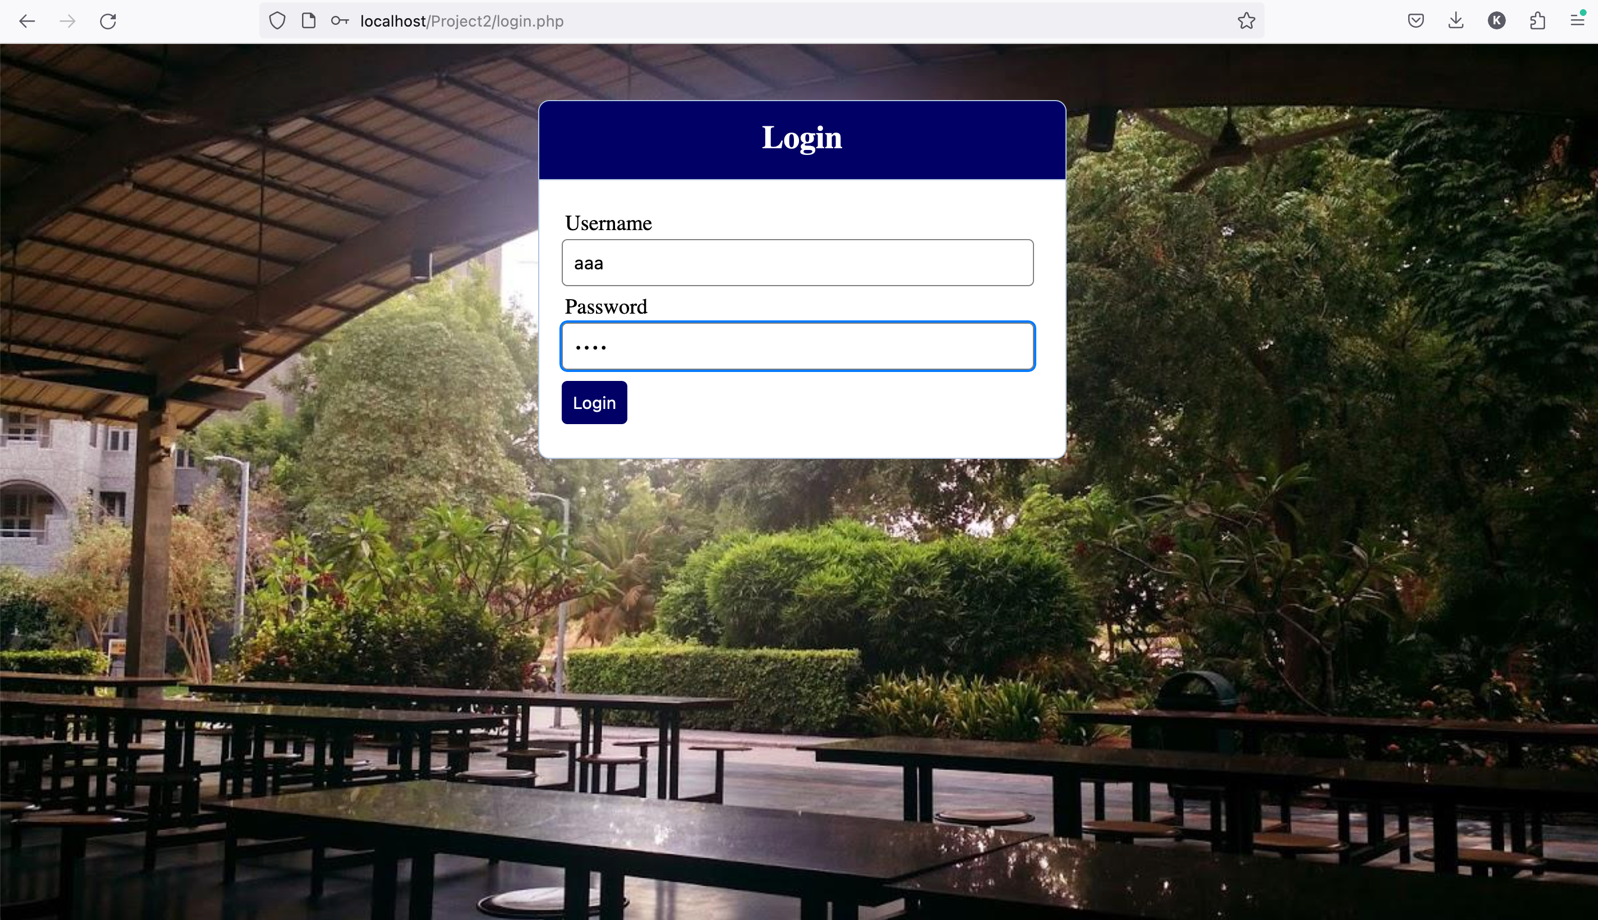 localhost/Project2/login.php
K
Login
Username
aaa
Password
••••
Login